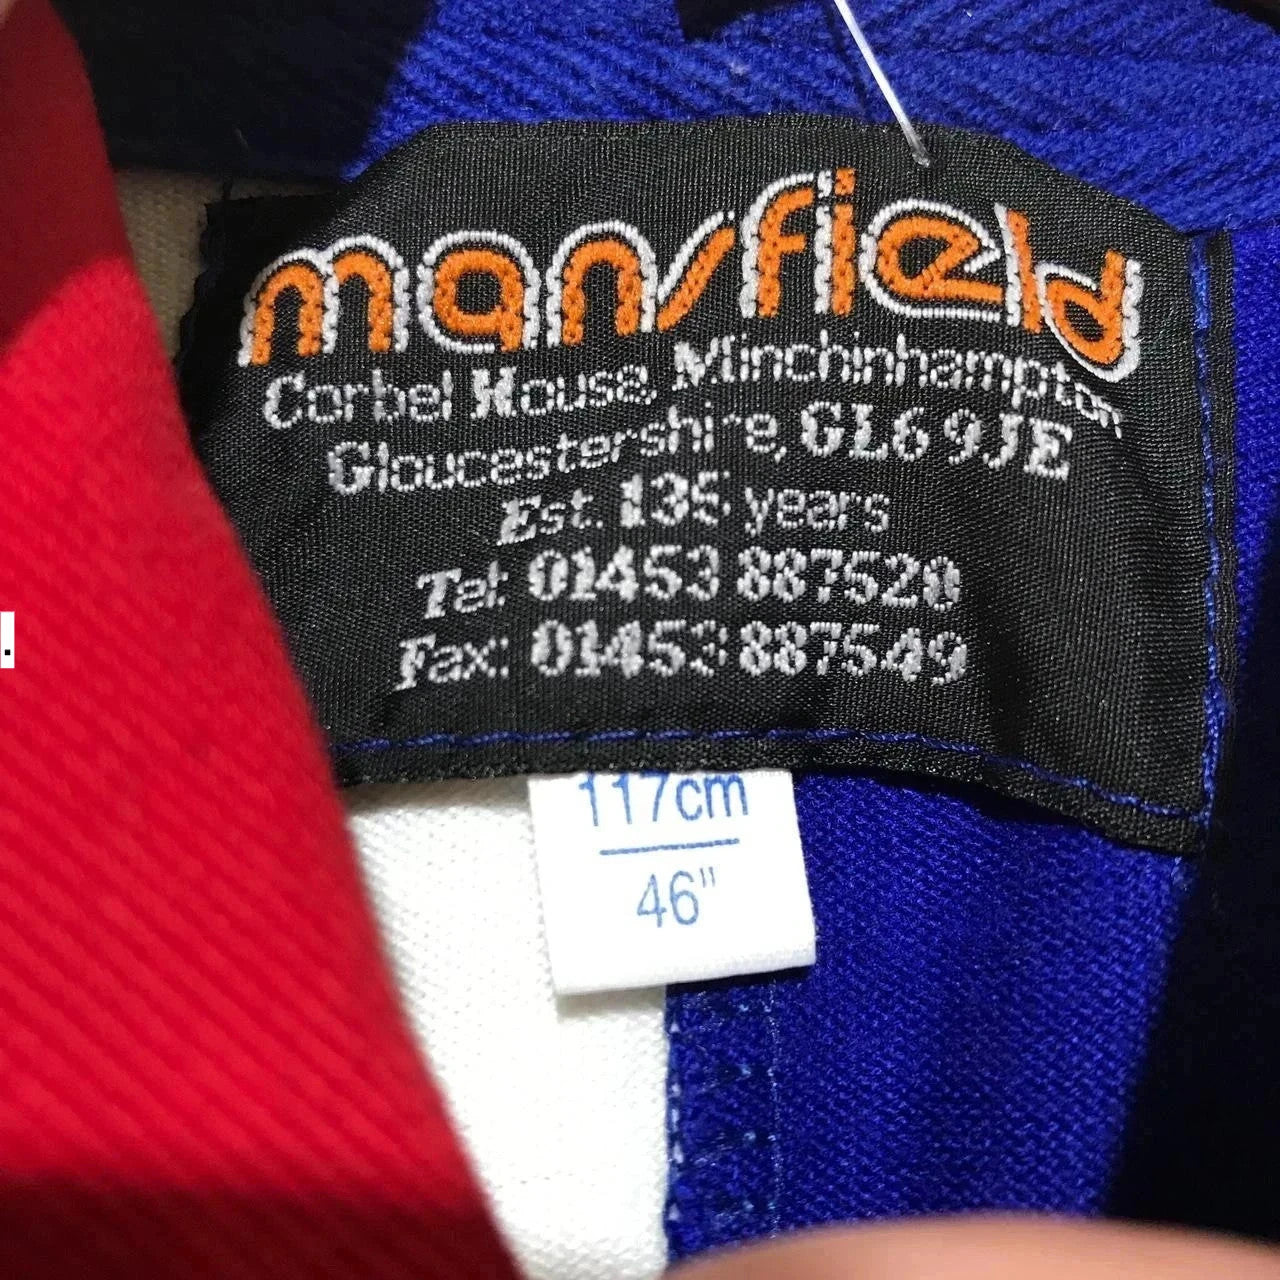 mansfield
Corbel House, Minchinhampton
Gloucestershire, GL6 9JE
Est. 135 years
Tel: 01453 887520
Fax: 01453 887549
117cm
46"
.